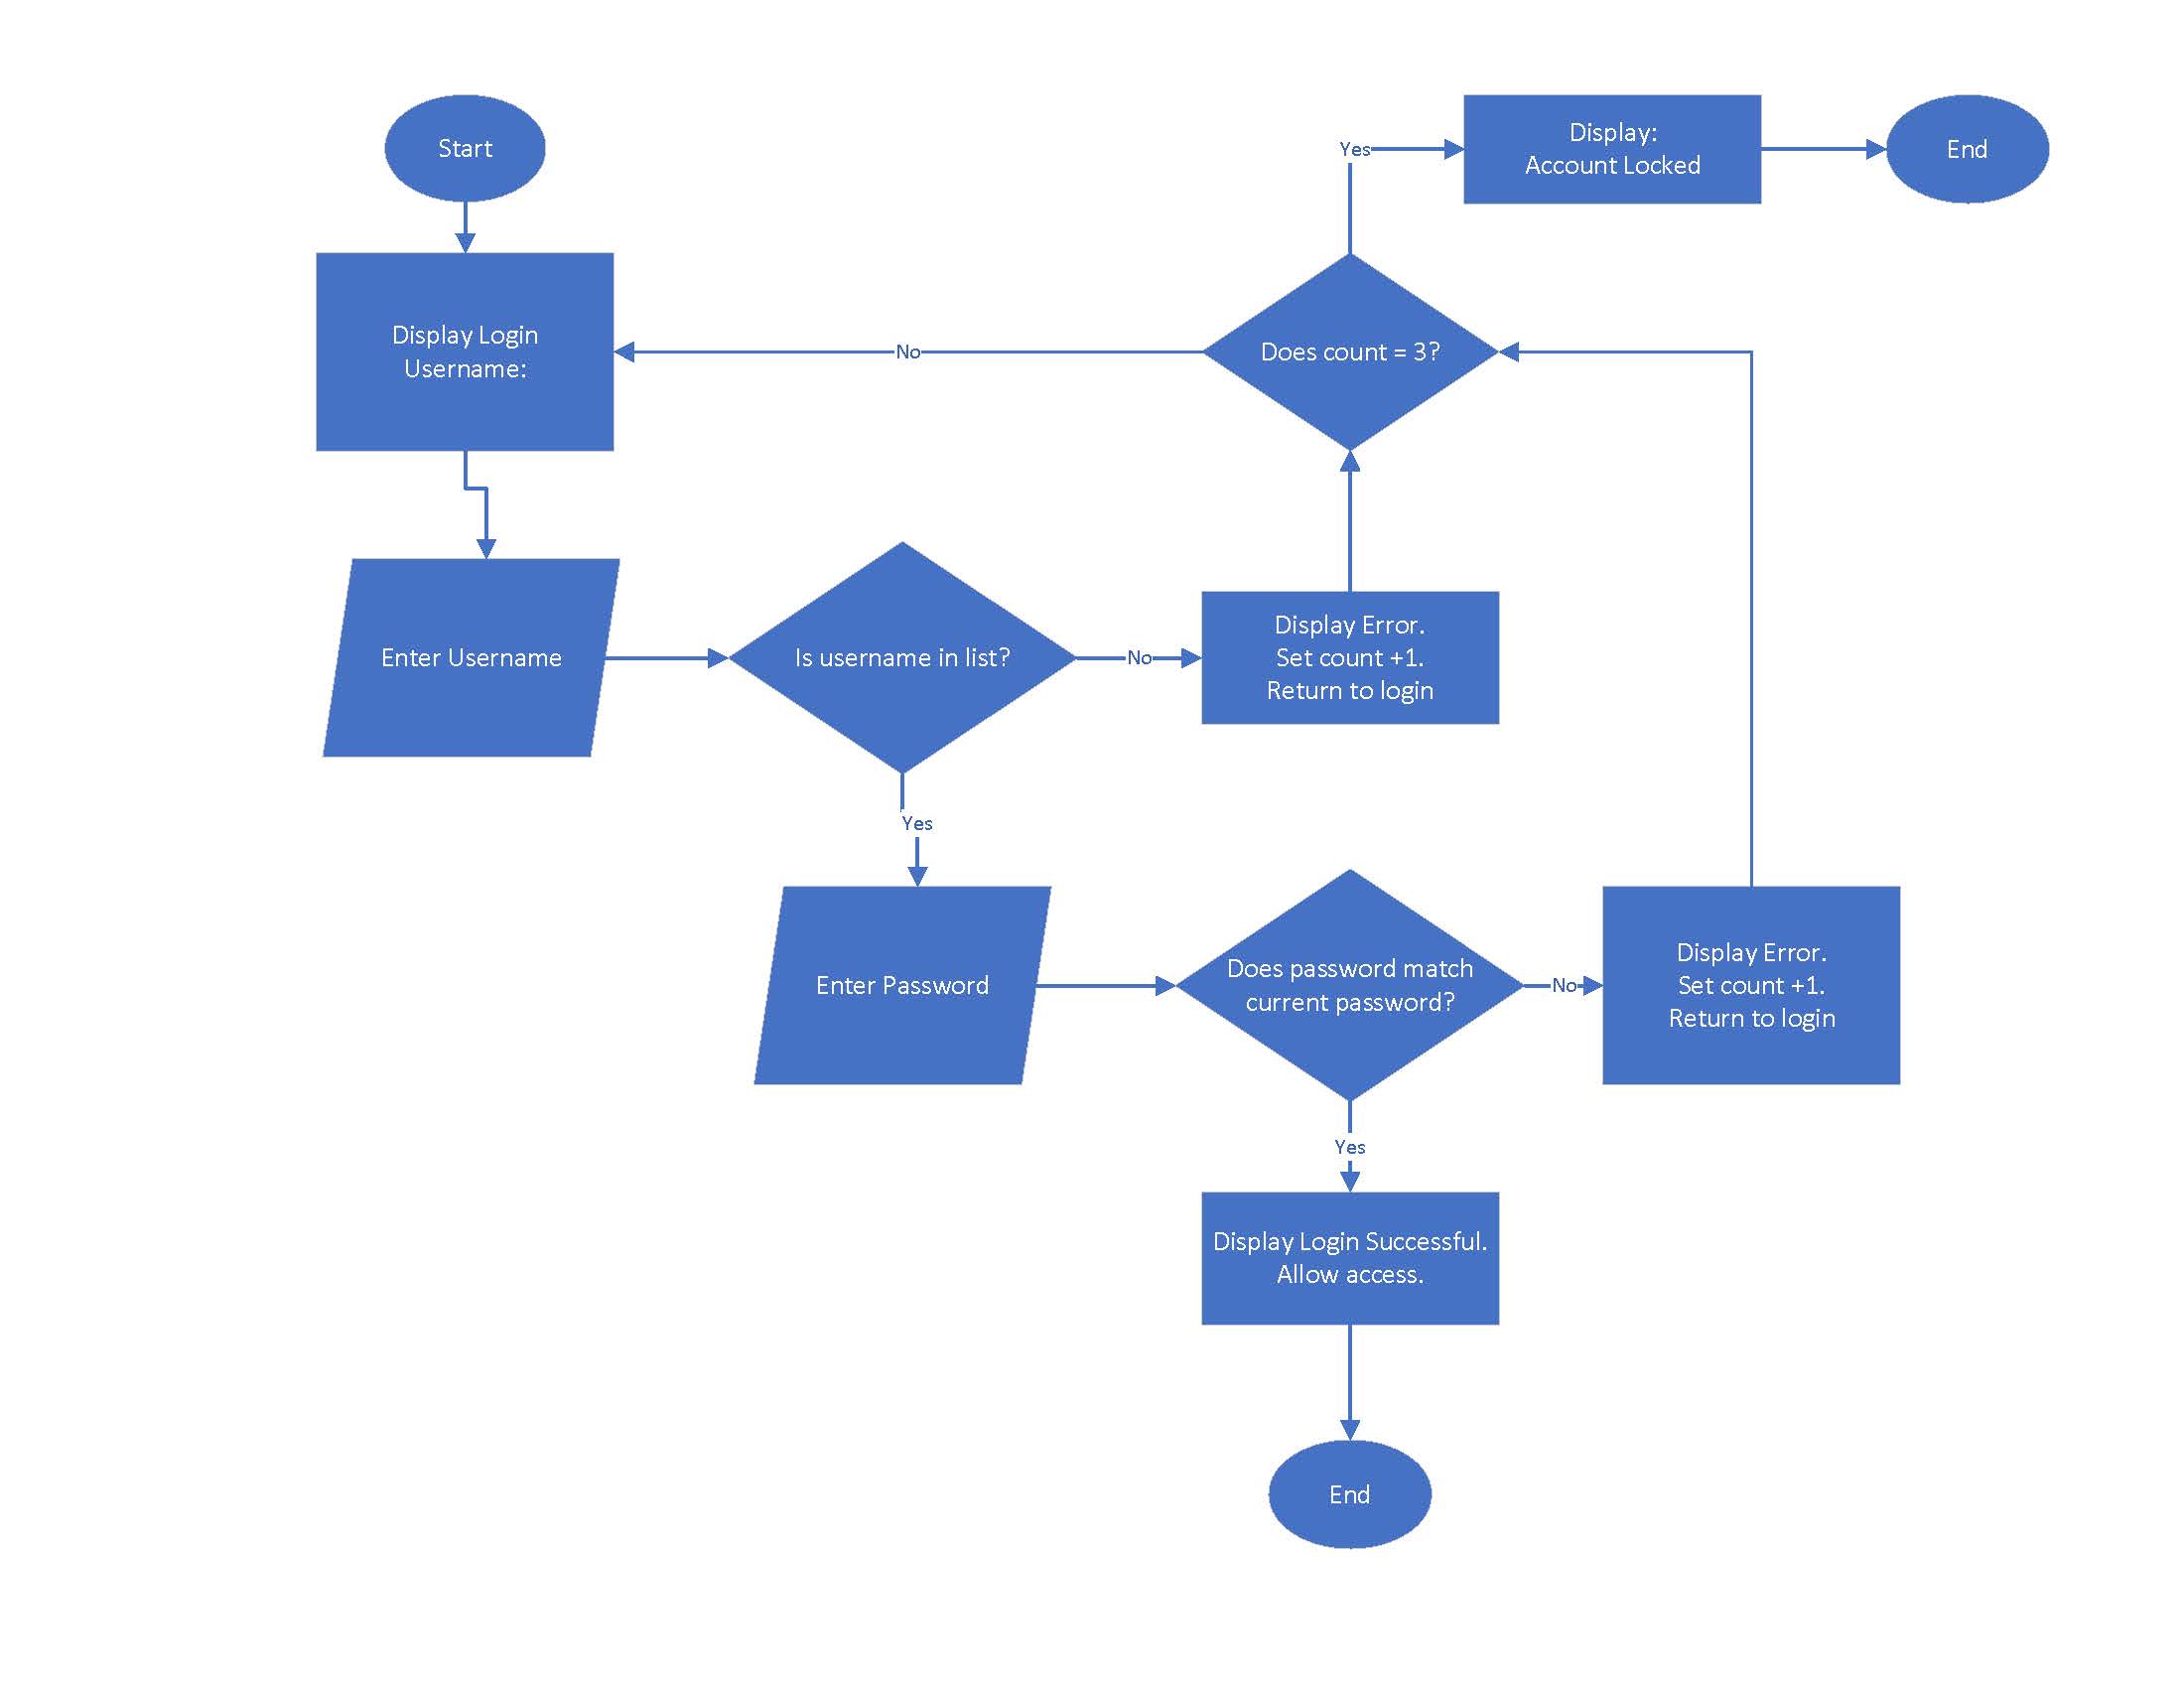 Start
Display:
Account Locked
End
Yes
Display Login
Username:
No
Does count = 3?
Enter Username
Is username in list?
No
Display Error.
Set count +1.
Return to login
Yes
Enter Password
Does password match
current password?
No
Display Error.
Set count +1.
Return to login
Yes
Display Login Successful.
Allow access.
End